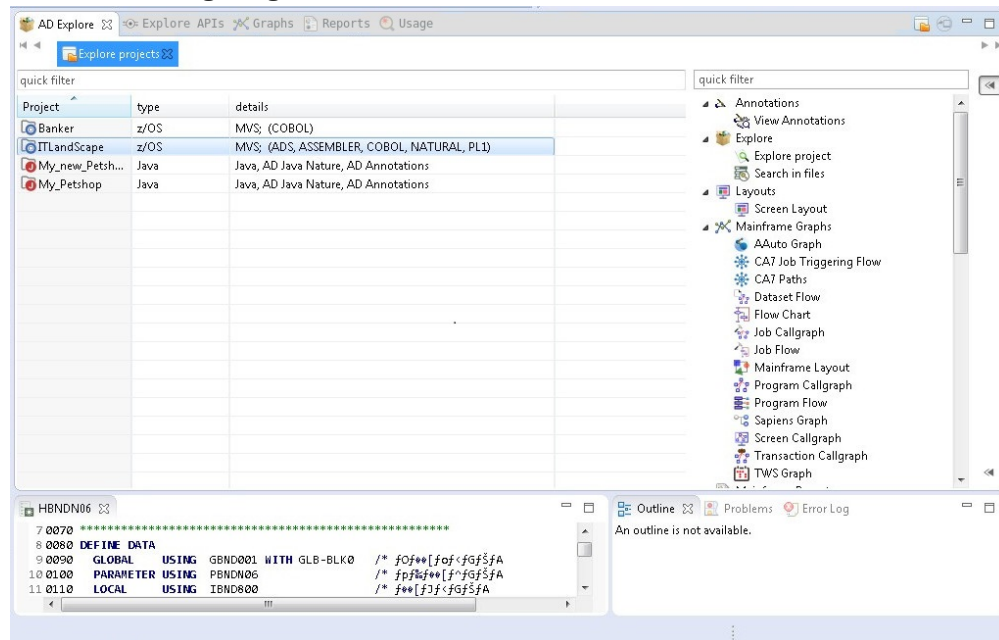 AD Explore Explore APIs Graphs Reports Usage
Explore projects
quick filter
Project type details
Banker z/OS MVS; (COBOL)
ITLandScape z/OS MVS; (ADS, ASSEMBLER, COBOL, NATURAL, PL1)
My_new_Petsh... Java Java, AD Java Nature, AD Annotations
My_Petshop Java Java, AD Java Nature, AD Annotations
quick filter
Annotations
View Annotations
Explore
Explore project
Search in files
Layouts
Screen Layout
Mainframe Graphs
AAuto Graph
CA7 Job Triggering Flow
CA7 Paths
Dataset Flow
Flow Chart
Job Callgraph
Job Flow
Mainframe Layout
Program Callgraph
Program Flow
Sapiens Graph
Screen Callgraph
Transaction Callgraph
TWS Graph
HBNDN06
7 0070 ********************************************************
8 0080 DEFINE DATA
9 0090 GLOBAL USING GBND001 WITH GLB-BLK0 /*
10 0100 PARAMETER USING PBNDN06 /*
11 0110 LOCAL USING IBND800 /*
Outline Problems Error Log
An outline is not available.